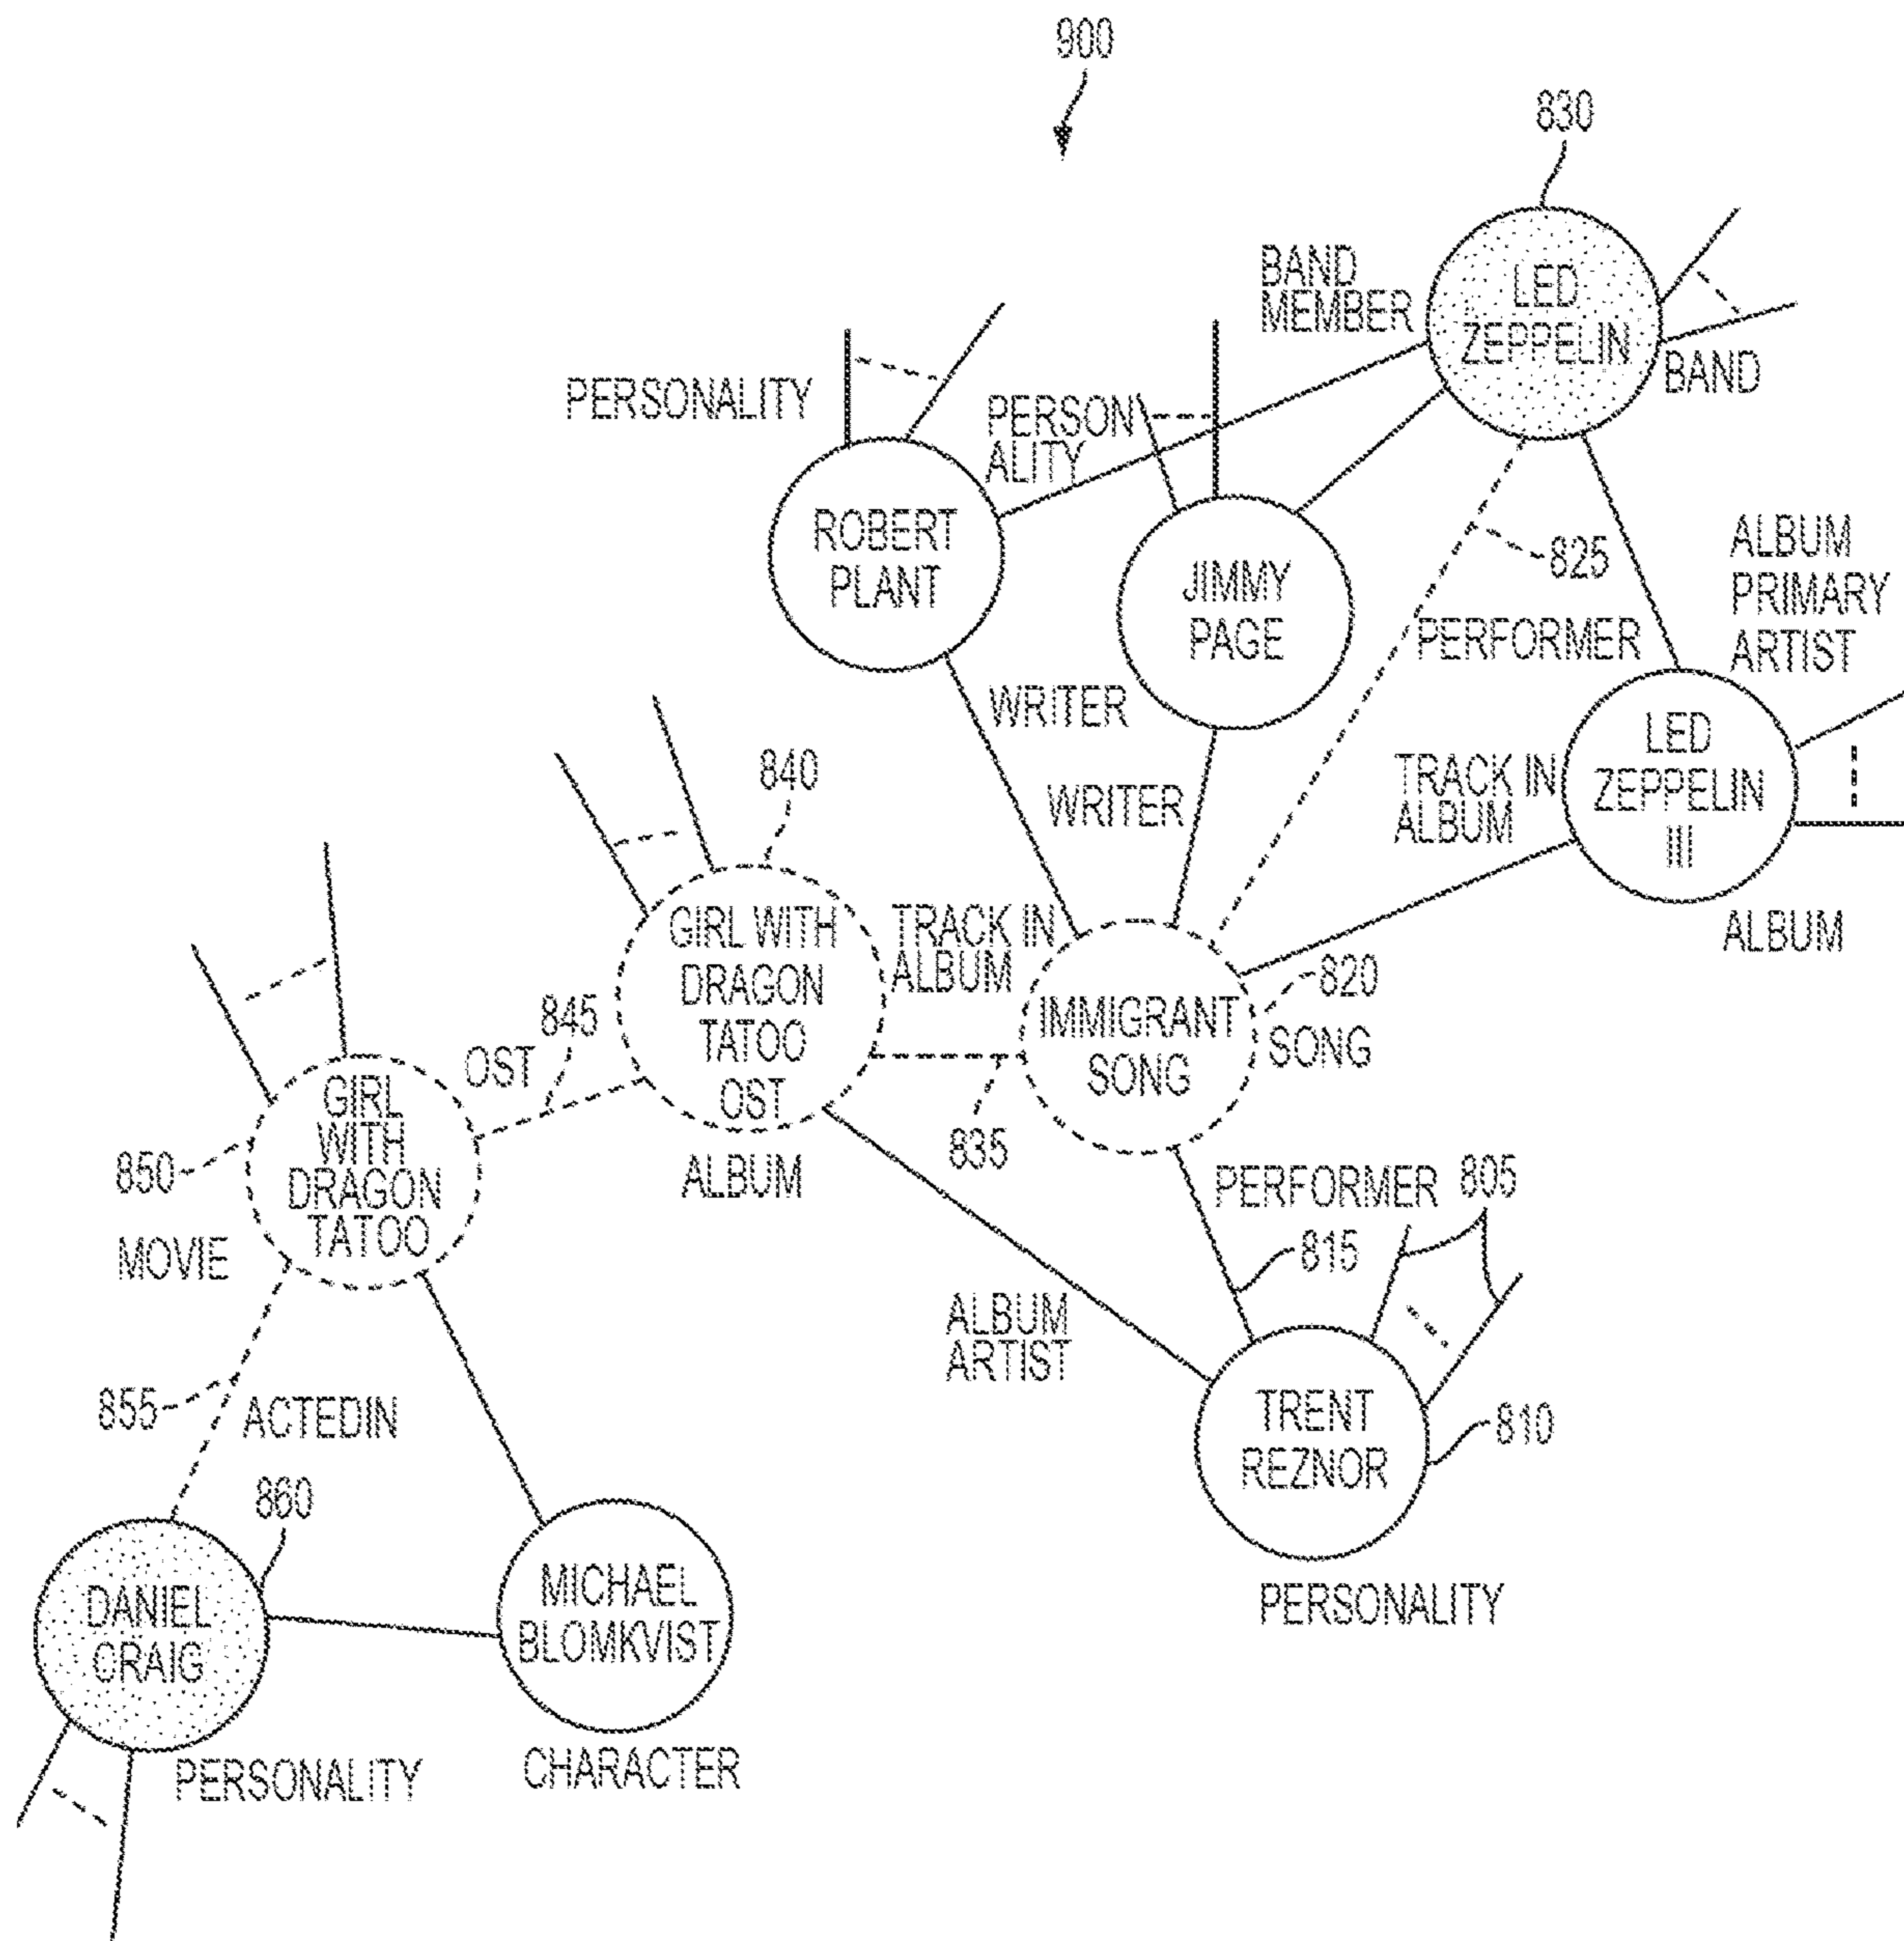 900
830
BAND
MEMBER
LED
ZEPPELIN
BAND
PERSONALITY
PERSON
ALITY
ROBERT
PLANT
JIMMY
PAGE
825
ALBUM
PRIMARY
ARTIST
PERFORMER
WRITER
WRITER
TRACK IN
ALBUM
LED
ZEPPELIN
III
ALBUM
840
GIRL WITH
DRAGON
TATOO
OST
ALBUM
TRACK IN
ALBUM
835
IMMIGRANT
SONG
820
SONG
845
OST
GIRL
WITH
DRAGON
TATOO
850
MOVIE
PERFORMER
805
815
ALBUM
ARTIST
TRENT
REZNOR
810
PERSONALITY
855
ACTEDIN
860
DANIEL
CRAIG
PERSONALITY
MICHAEL
BLOMKVIST
CHARACTER